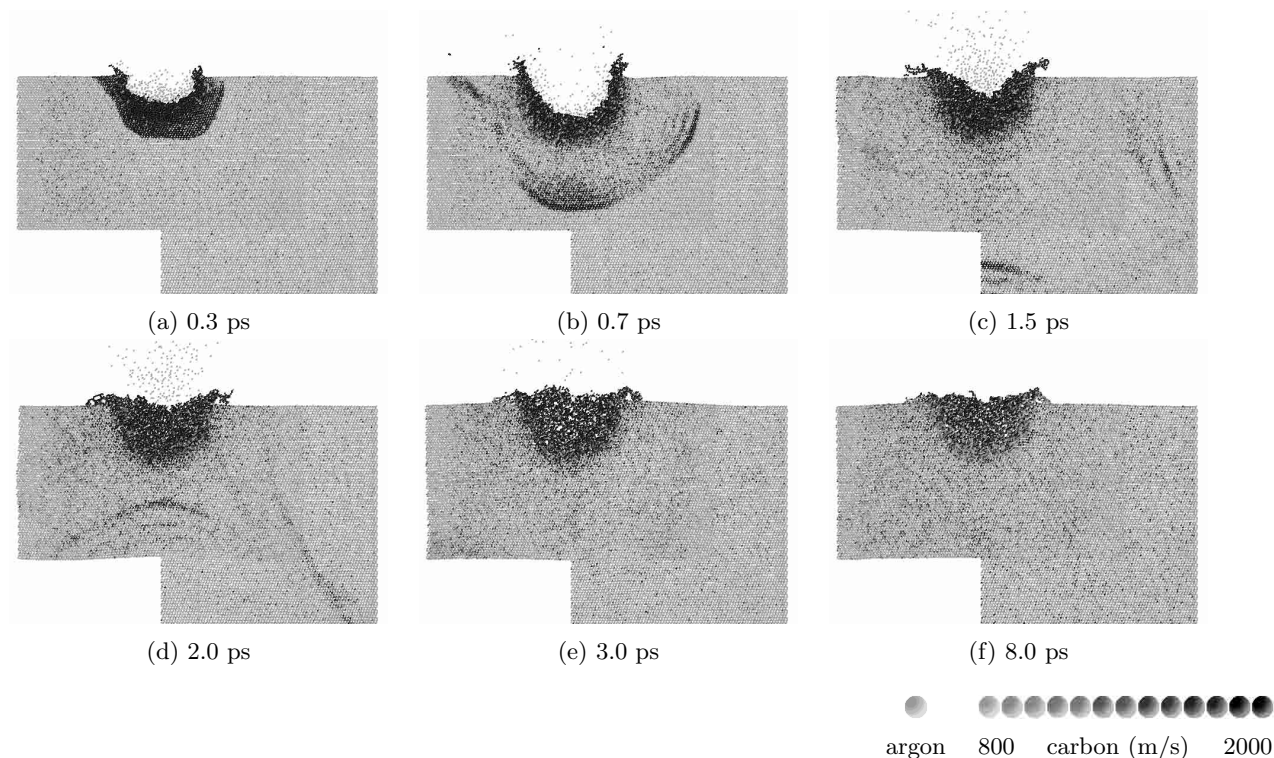 (a) 0.3 ps (b) 0.7 ps (c) 1.5 ps
(d) 2.0 ps (e) 3.0 ps (f) 8.0 ps
argon 800 carbon (m/s) 2000